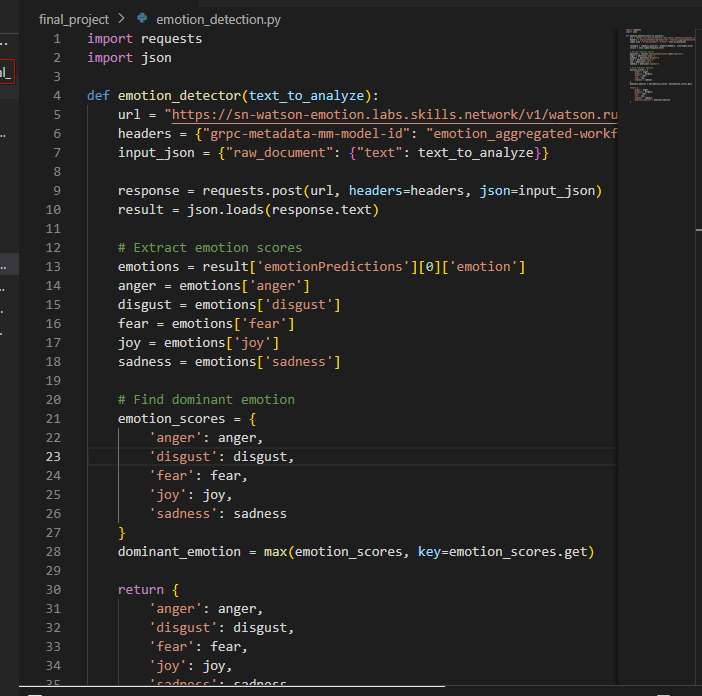 final_project > emotion_detection.py
1 import requests
2 import json
3
4 def emotion_detector(text_to_analyze):
5     url = "https://sn-watson-emotion.labs.skills.network/v1/watson.ru
6     headers = {"grpc-metadata-mm-model-id": "emotion_aggregated-workf
7     input_json = {"raw_document": {"text": text_to_analyze}}
8
9     response = requests.post(url, headers=headers, json=input_json)
10     result = json.loads(response.text)
11
12     # Extract emotion scores
13     emotions = result['emotionPredictions'][0]['emotion']
14     anger = emotions['anger']
15     disgust = emotions['disgust']
16     fear = emotions['fear']
17     joy = emotions['joy']
18     sadness = emotions['sadness']
19
20     # Find dominant emotion
21     emotion_scores = {
22         'anger': anger,
23         'disgust': disgust,
24         'fear': fear,
25         'joy': joy,
26         'sadness': sadness
27     }
28     dominant_emotion = max(emotion_scores, key=emotion_scores.get)
29
30     return {
31         'anger': anger,
32         'disgust': disgust,
33         'fear': fear,
34         'joy': joy,
35         'sadness': sadness